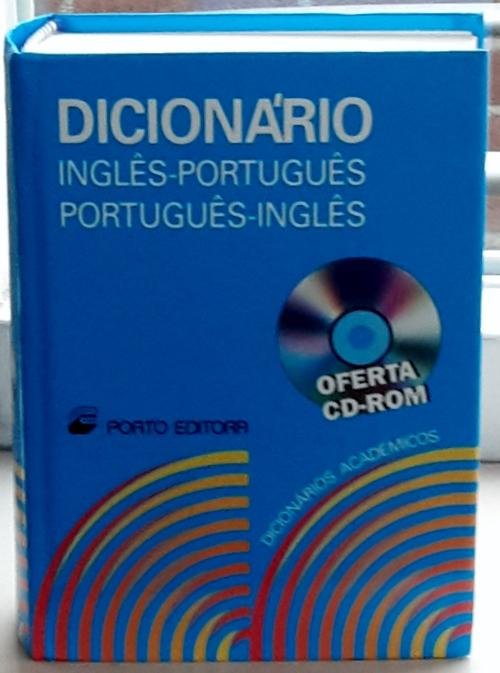 DICIONÁRIO
INGLÊS-PORTUGUÊS
PORTUGUÊS-INGLÊS
OFERTA
CD-ROM
PORTO EDITORA
DICIONÁRIOS ACADÉMICOS